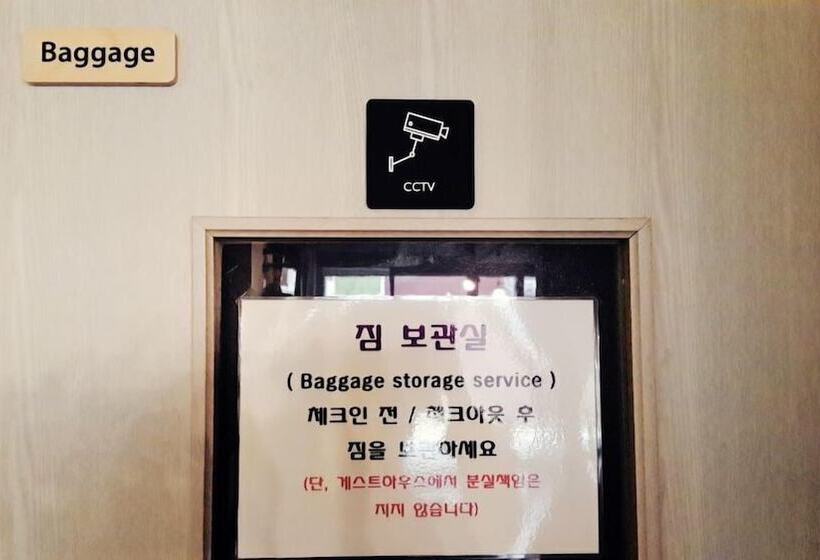 Baggage
CCTV
짐 보관실
( Baggage storage service )
체크인 전 / 체크아웃 후
짐을 보관하세요
(단, 게스트하우스에서 분실책임은
지지 않습니다)